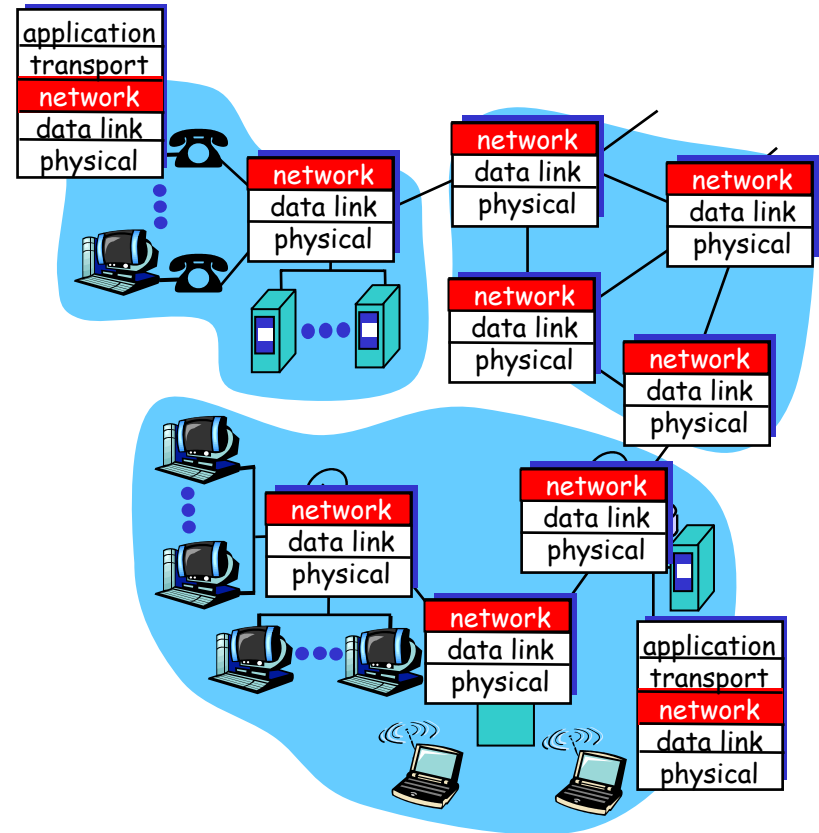 application
transport
network
data link
physical
network
data link
physical
network
data link
physical
network
data link
physical
network
data link
physical
network
data link
physical
network
data link
physical
network
data link
physical
network
data link
physical
application
transport
network
data link
physical